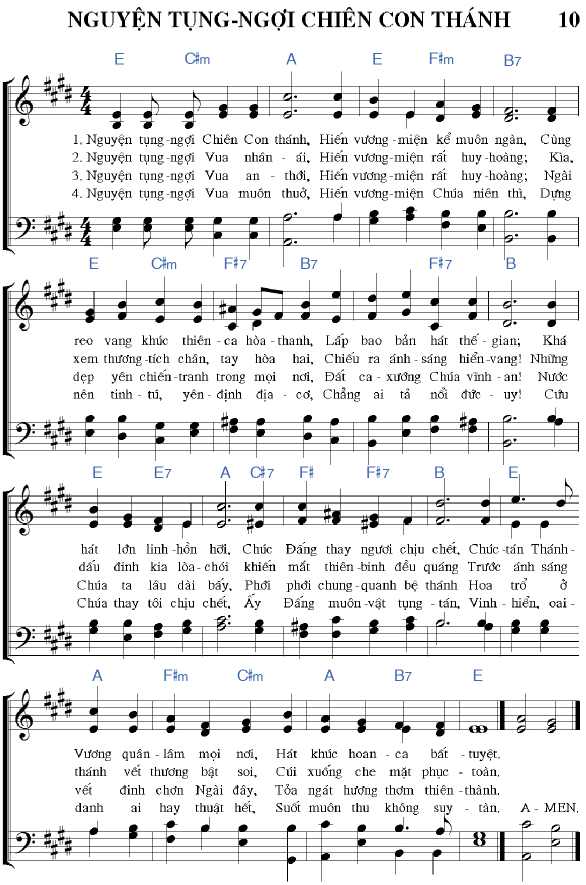 NGUYỆN TỤNG-NGỢI CHIÊN CON THÁNH 10
E C♯m A E F♯m B7
1. Nguyện tụng-ngợi Chiên Con thánh, Hiến vương-miện kể muôn ngàn, Cùng
2. Nguyện tụng-ngợi Vua nhân-ái, Hiến vương-miện rất huy-hoàng; Kìa,
3. Nguyện tụng-ngợi Vua an-thới, Hiến vương-miện rất huy-hoàng; Ngài
4. Nguyện tụng-ngợi Vua muôn thuở, Hiến vương-miện Chúa niên thì, Dựng
E C♯m F♯7 B7 F♯7 B
reo vang khúc thiên-ca hòa-thanh, Lấp bao bản hát thế-gian; Khá
xem thương-tích chân, tay hòa hai, Chiếu ra ánh-sáng hiển-vang! Những
dẹp yên chiến-tranh trong mọi nơi, Đất ca-xướng Chúa vĩnh-an! Nước
nên tinh-tú, yên-định địa-cơ, Chẳng ai tả nổi đức-uy! Cứu
E E7 A C♯7 F♯ F♯7 B E
hát lớn linh-hồn hỡi, Chúc Đấng thay ngươi chịu chết, Chúc-tán Thánh-
dấu đinh kia lòa-chói khiến mắt thiên-binh đều quáng Trước ánh sáng
Chúa ta lâu dài bấy, Phới phới chung-quanh bệ thánh Hoa trổ ở
Chúa thay tôi chịu chết, Ấy Đấng muôn-vật tụng-tán, Vinh-hiển, oai-
A F♯m C♯m A B7 E
Vương quân-lâm mọi nơi, Hát khúc hoan-ca bất-tuyệt.
thánh vết thương bật soi, Cúi xuống che mặt phục-toàn.
vết đinh chơn Ngài đây, Tỏa ngát hương thơm thiên-thành.
danh ai hay thuật hết, Suốt muôn thu không suy-tàn. A-MEN.